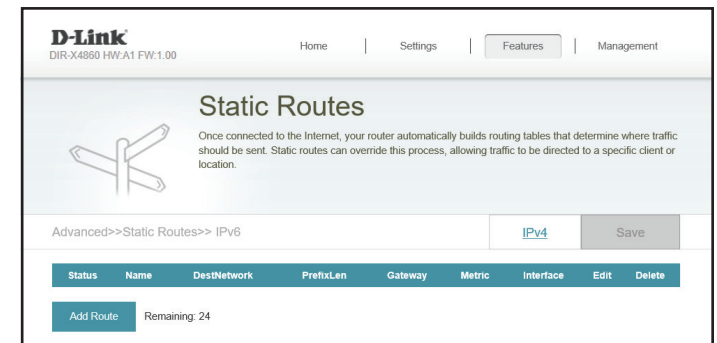 D-Link
DIR-X4860 HW:A1 FW:1.00
Home | Settings | Features | Management
Static Routes
Once connected to the Internet, your router automatically builds routing tables that determine where traffic
should be sent. Static routes can override this process, allowing traffic to be directed to a specific client or
location.
Advanced>>Static Routes>> IPv6
IPv4
Save
Status Name DestNetwork PrefixLen Gateway Metric Interface Edit Delete
Add Route Remaining: 24